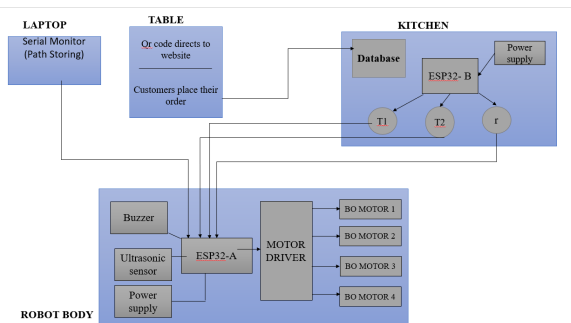 LAPTOP
Serial Monitor
(Path Storing)
TABLE
Qr code directs to
website
Customers place their
order
KITCHEN
Database
ESP32- B
Power
supply
T1
T2
r
Buzzer
Ultrasonic
sensor
Power
supply
ESP32-A
MOTOR
DRIVER
BO MOTOR 1
BO MOTOR 2
BO MOTOR 3
BO MOTOR 4
ROBOT BODY